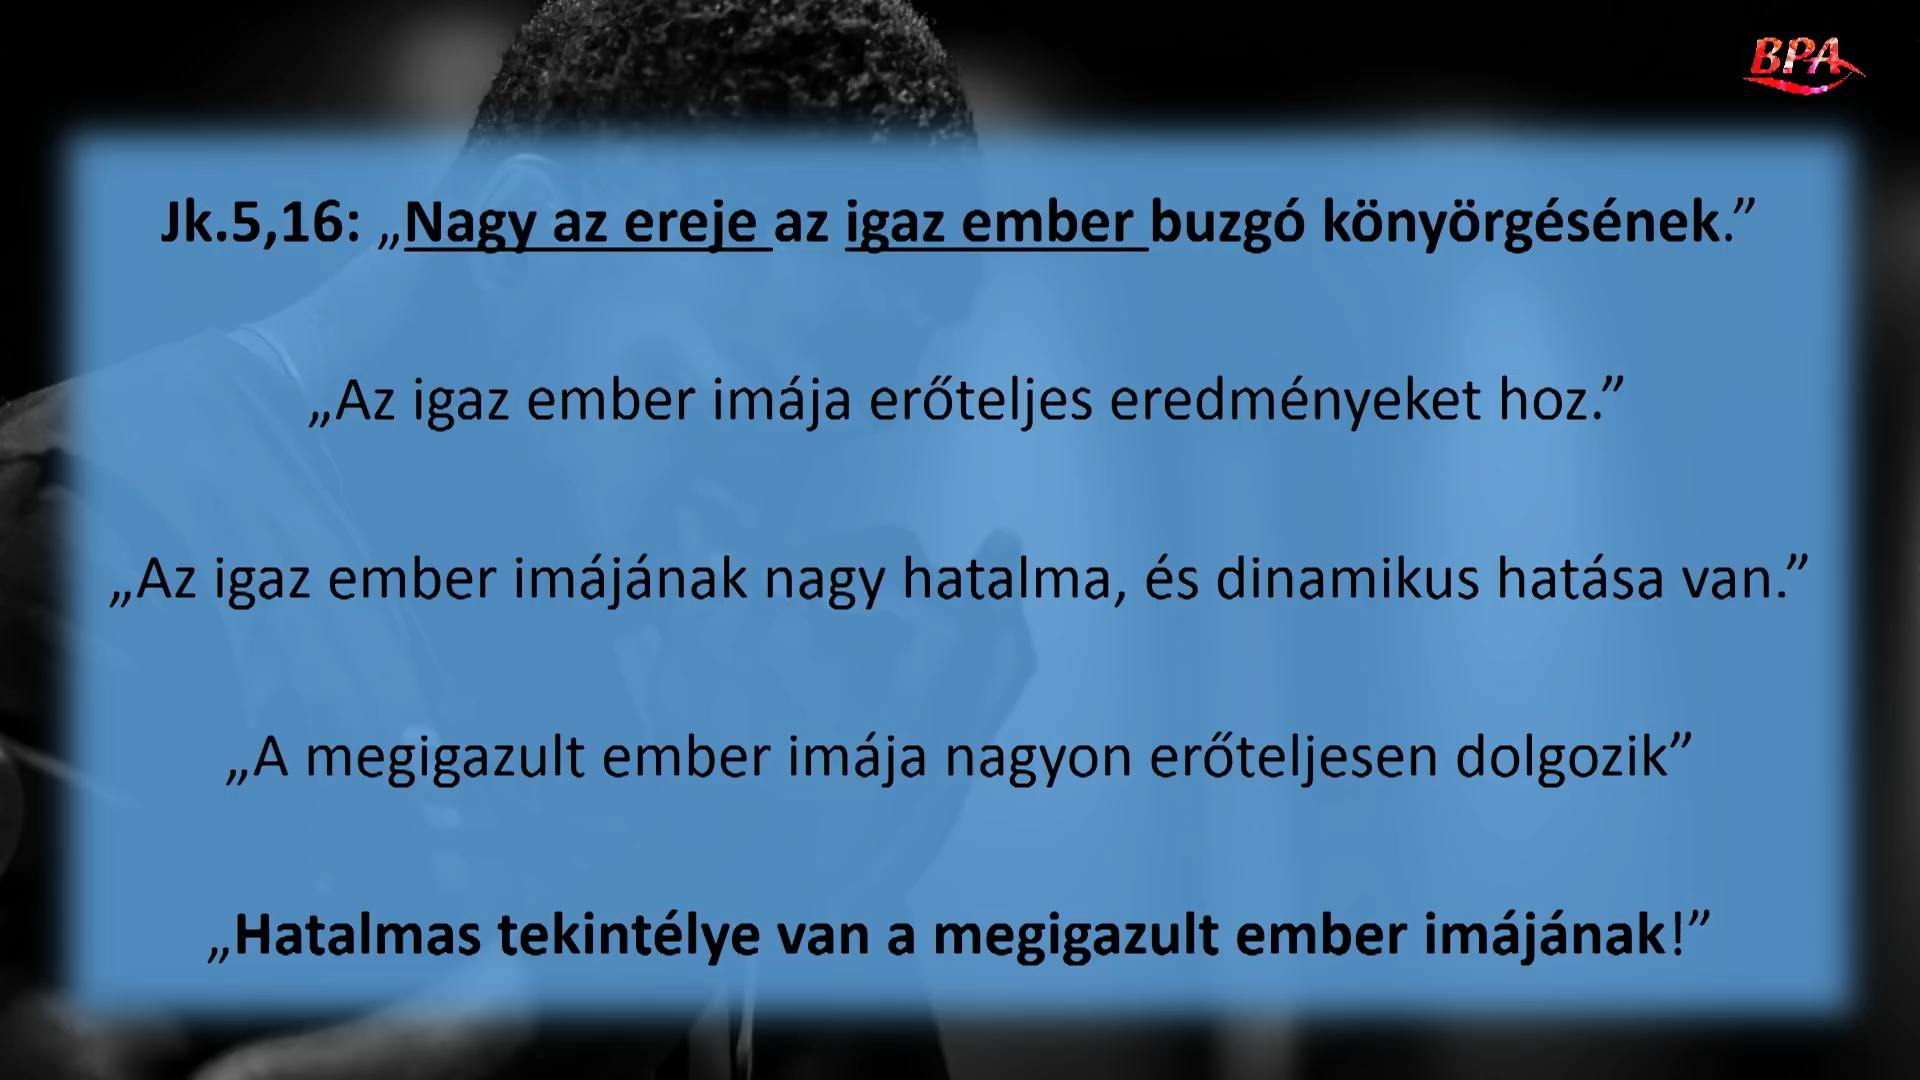 BPA
Jk.5,16: „Nagy az ereje az igaz ember buzgó könyörgésének.”
„Az igaz ember imája erőteljes eredményeket hoz.”
„Az igaz ember imájának nagy hatalma, és dinamikus hatása van.”
„A megigazult ember imája nagyon erőteljesen dolgozik”
„Hatalmas tekintélye van a megigazult ember imájának!”